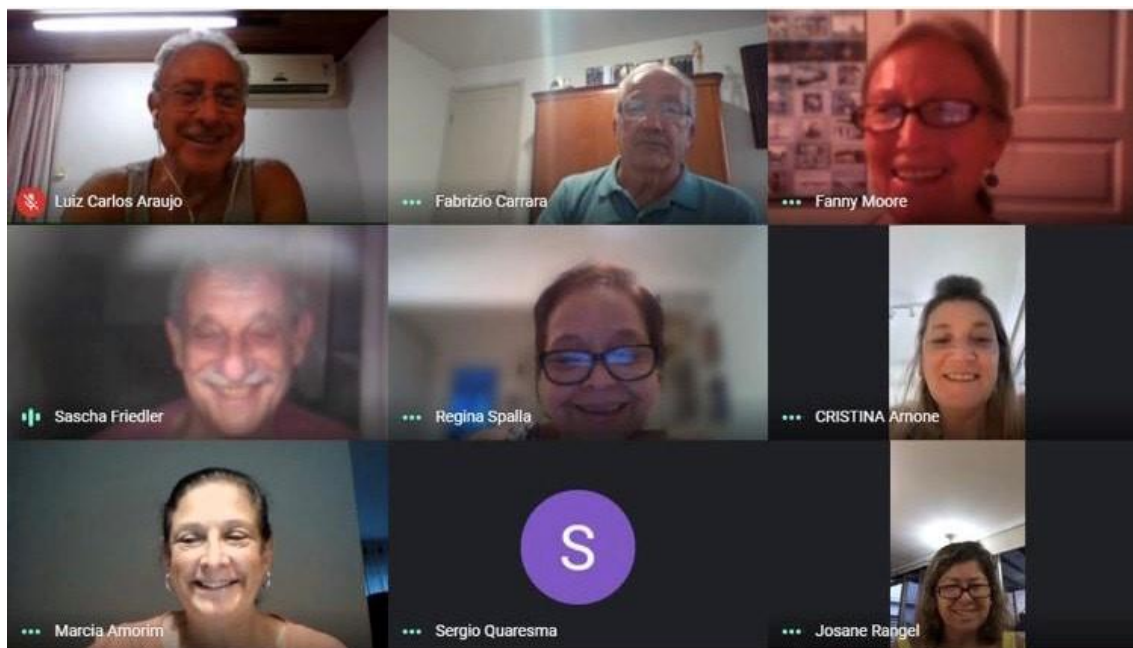 Luiz Carlos Araujo
Fabrizio Carrara
Fanny Moore
Sascha Friedler
Regina Spalla
CRISTINA Arnone
Marcia Amorim
S
Sergio Quaresma
Josane Rangel